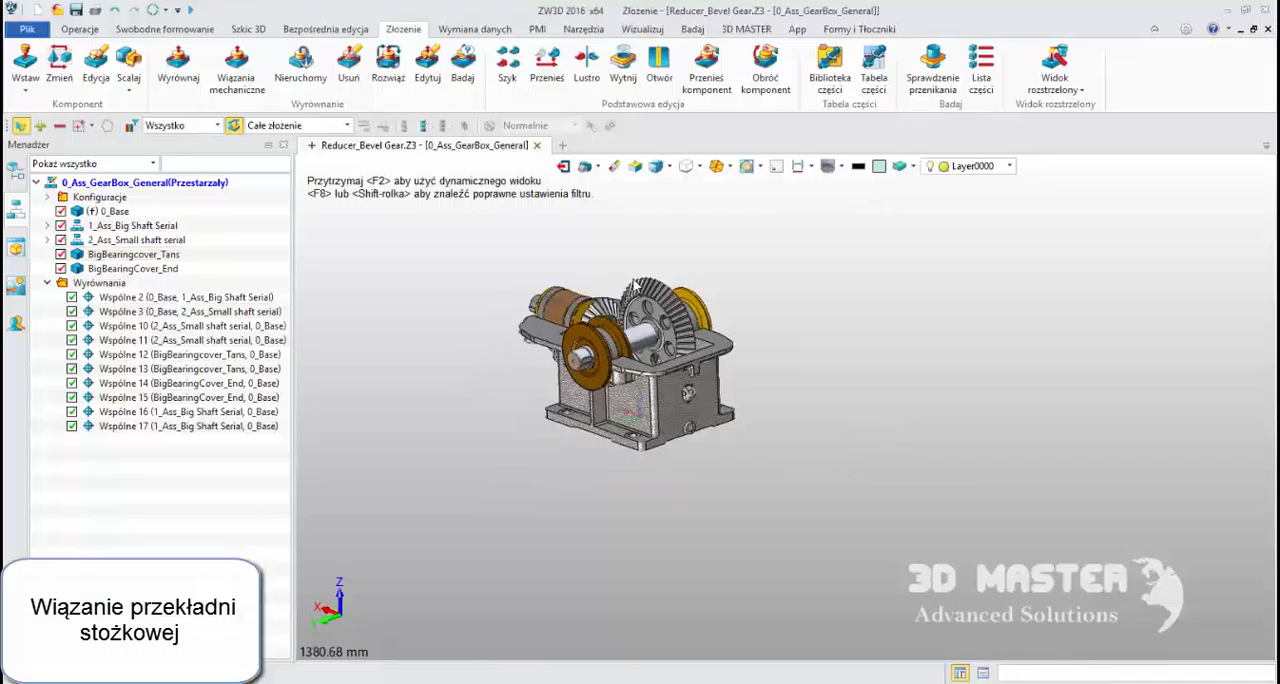 ZW3D 2016 x64 Złożenie - [Reducer_Bevel Gear.Z3 - [0_Ass_GearBox_General]]
Plik Operacje Swobodne formowanie Szkic 3D Bezpośrednia edycja Złożenie Wymiana danych PMI Narzędzia Wizualizuj Badaj 3D MASTER App Formy i Tłoczniki
Wstaw Zmień Edycja Scalaj Wyrównaj Wiązania mechaniczne Nieruchomy Usuń Rozwiąż Edytuj Badaj Szyk Przenieś Lustro Wytnij Otwór Przenieś komponent Obróć komponent Biblioteka części Tabela części Sprawdzenie przenikania Lista części Widok rozstrzelony
Komponent Wyrównanie Podstawowa edycja Tabela części Badaj Widok rozstrzelony
Wszystko Całe złożenie Normalnie
Menadżer
Reducer_Bevel Gear.Z3 - [0_Ass_GearBox_General]
Pokaż wszystko
Layer0000
0_Ass_GearBox_General(Przestarzały)
Konfiguracje
(f) 0_Base
1_Ass_Big Shaft Serial
2_Ass_Small shaft serial
BigBearingcover_Tans
BigBearingCover_End
Wyrównania
Wspólne 2 (0_Base, 1_Ass_Big Shaft Serial)
Wspólne 3 (0_Base, 2_Ass_Small shaft serial)
Wspólne 10 (2_Ass_Small shaft serial, 0_Base)
Wspólne 11 (2_Ass_Small shaft serial, 0_Base)
Wspólne 12 (BigBearingcover_Tans, 0_Base)
Wspólne 13 (BigBearingcover_Tans, 0_Base)
Wspólne 14 (BigBearingCover_End, 0_Base)
Wspólne 15 (BigBearingCover_End, 0_Base)
Wspólne 16 (1_Ass_Big Shaft Serial, 0_Base)
Wspólne 17 (1_Ass_Big Shaft Serial, 0_Base)
Przytrzymaj <F2> aby użyć dynamicznego widoku
<F8> lub <Shift-rolka> aby znaleźć poprawne ustawienia filtru.
Z
X
Y
1380.68 mm
3D MASTER
Advanced Solutions
Wiązanie przekładni
stożkowej